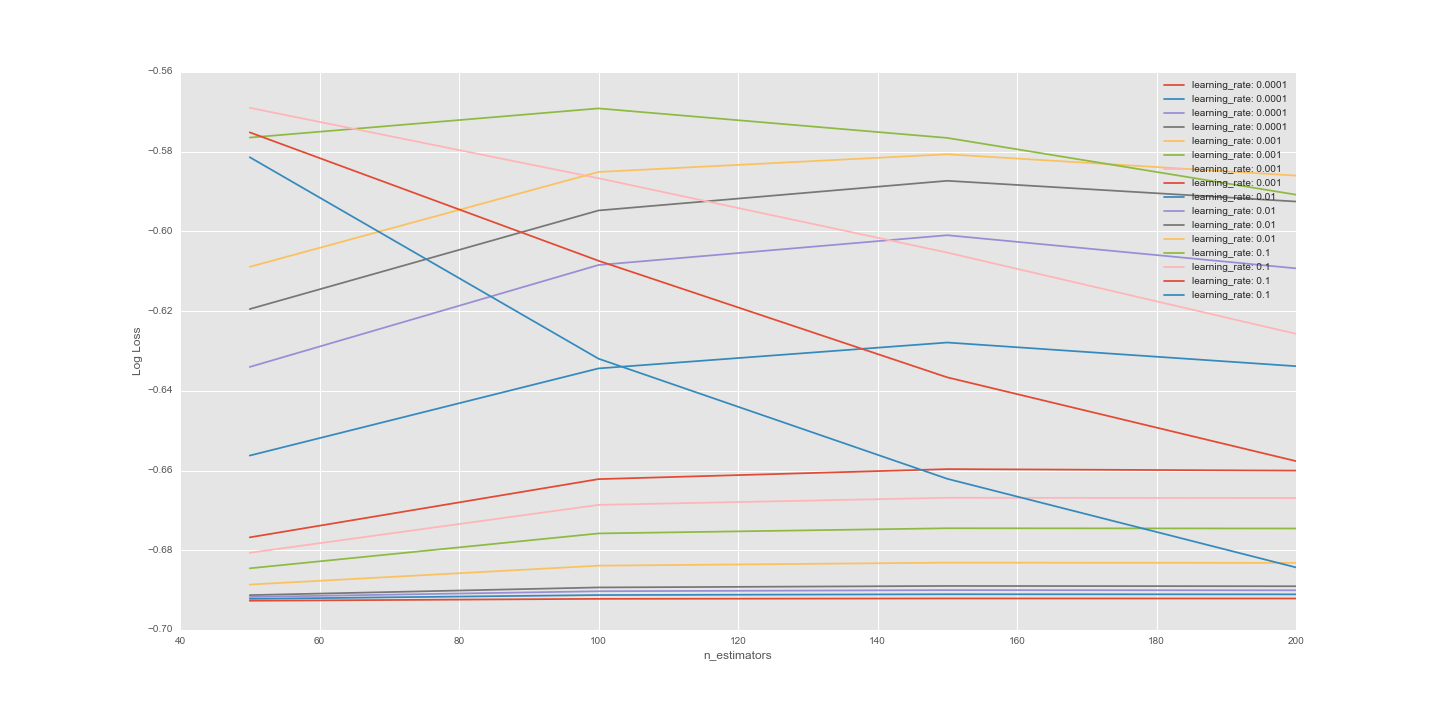 −0.56
−0.58
−0.60
−0.62
−0.64
−0.66
−0.68
−0.70
Log Loss
40
60
80
100
120
140
160
180
200
n_estimators
learning_rate: 0.0001
learning_rate: 0.0001
learning_rate: 0.0001
learning_rate: 0.0001
learning_rate: 0.001
learning_rate: 0.001
learning_rate: 0.001
learning_rate: 0.001
learning_rate: 0.01
learning_rate: 0.01
learning_rate: 0.01
learning_rate: 0.01
learning_rate: 0.1
learning_rate: 0.1
learning_rate: 0.1
learning_rate: 0.1